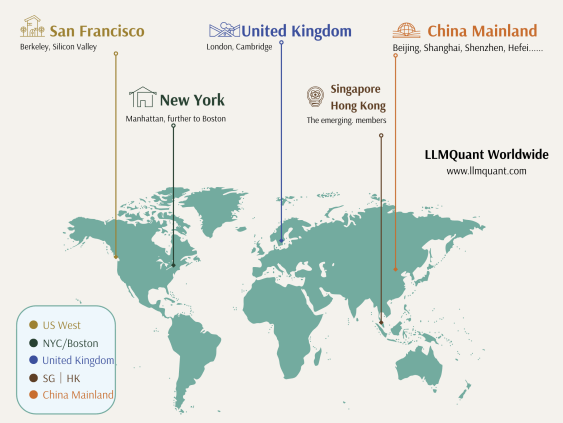 San Francisco
Berkeley, Silicon Valley
United Kingdom
London, Cambridge
China Mainland
Beijing, Shanghai, Shenzhen, Hefei......
New York
Manhattan, further to Boston
Singapore
Hong Kong
The emerging. members
LLMQuant Worldwide
www.llmquant.com
US West
NYC/Boston
United Kingdom
SG | HK
China Mainland